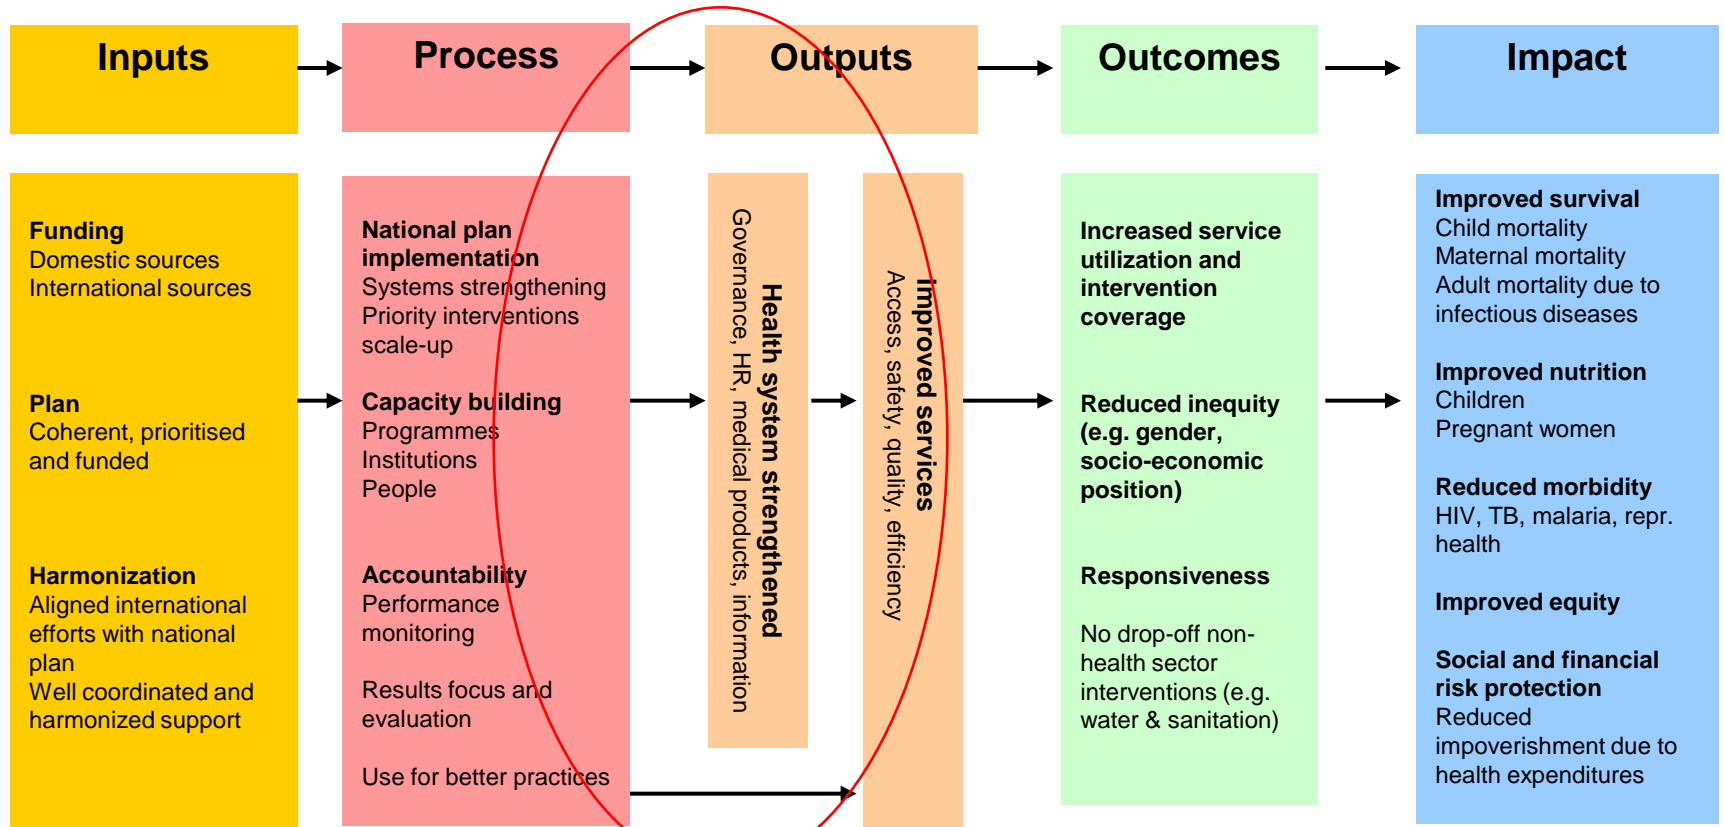 Inputs
Process
Outputs
Outcomes
Impact
Funding
Domestic sources
International sources
Plan
Coherent, prioritised
and funded
Harmonization
Aligned international
efforts with national
plan
Well coordinated and
harmonized support
National plan
implementation
Systems strengthening
Priority interventions
scale-up
Capacity building
Programmes
Institutions
People
Accountability
Performance
monitoring
Results focus and
evaluation
Use for better practices
Health system strengthened
Governance, HR, medical products, information
Improved services
Access, safety, quality, efficiency
Increased service
utilization and
intervention
coverage
Reduced inequity
(e.g. gender,
socio-economic
position)
Responsiveness
No drop-off non-
health sector
interventions (e.g.
water & sanitation)
Improved survival
Child mortality
Maternal mortality
Adult mortality due to
infectious diseases
Improved nutrition
Children
Pregnant women
Reduced morbidity
HIV, TB, malaria, repr.
health
Improved equity
Social and financial
risk protection
Reduced
impoverishment due to
health expenditures